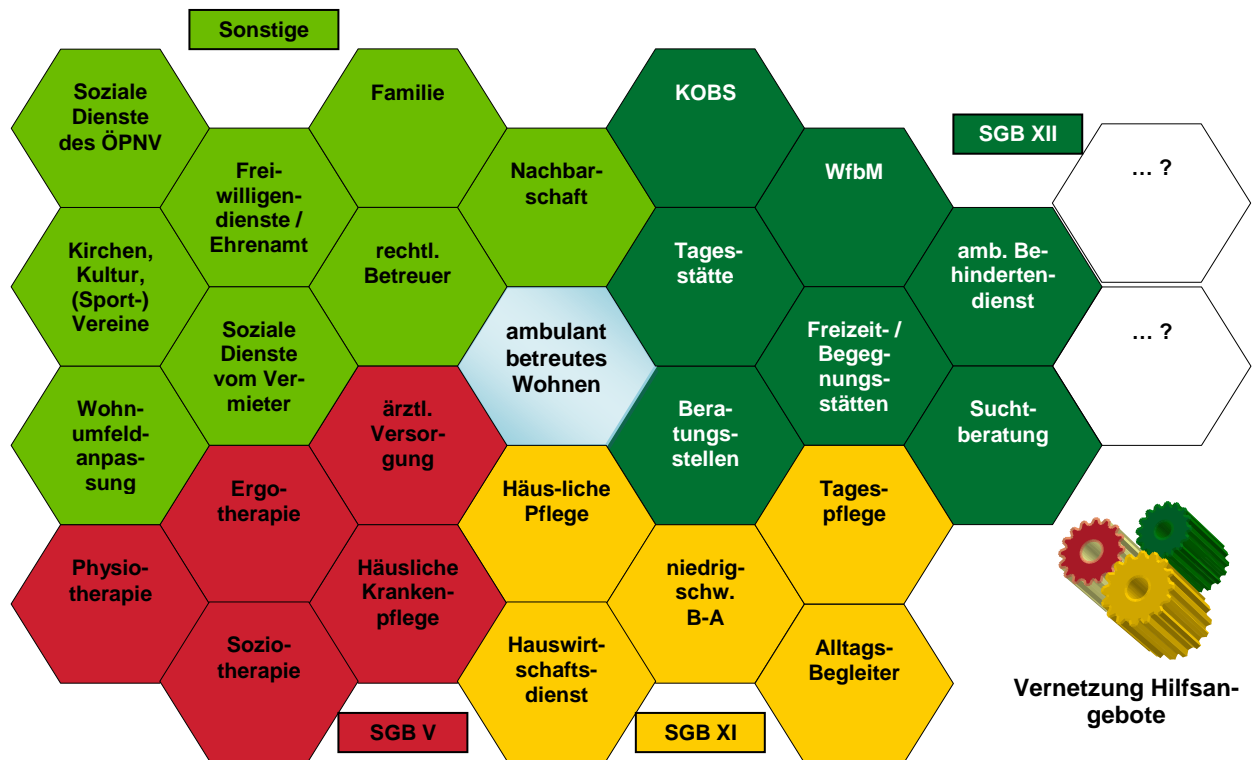 Sonstige
Soziale
Dienste
des ÖPNV
Familie
KOBS
SGB XII
… ?
Frei-
willigen-
dienste /
Ehrenamt
Nachbar-
schaft
WfbM
Kirchen,
Kultur,
(Sport-)
Vereine
rechtl.
Betreuer
Tages-
stätte
amb. Be-
hinderten-
dienst
… ?
Soziale
Dienste
vom Ver-
mieter
ambulant
betreutes
Wohnen
Freizeit- /
Begeg-
nungs-
stätten
Wohn-
umfeld-
anpas-
sung
ärztl.
Versor-
gung
Bera-
tungs-
stellen
Sucht-
beratung
Ergo-
therapie
Häus-liche
Pflege
Tages-
pflege
Physio-
therapie
Häusliche
Kranken-
pflege
niedrig-
schw.
B-A
Sozio-
therapie
Hauswirt-
schafts-
dienst
Alltags-
Begleiter
SGB V
SGB XI
Vernetzung Hilfsan-
gebote